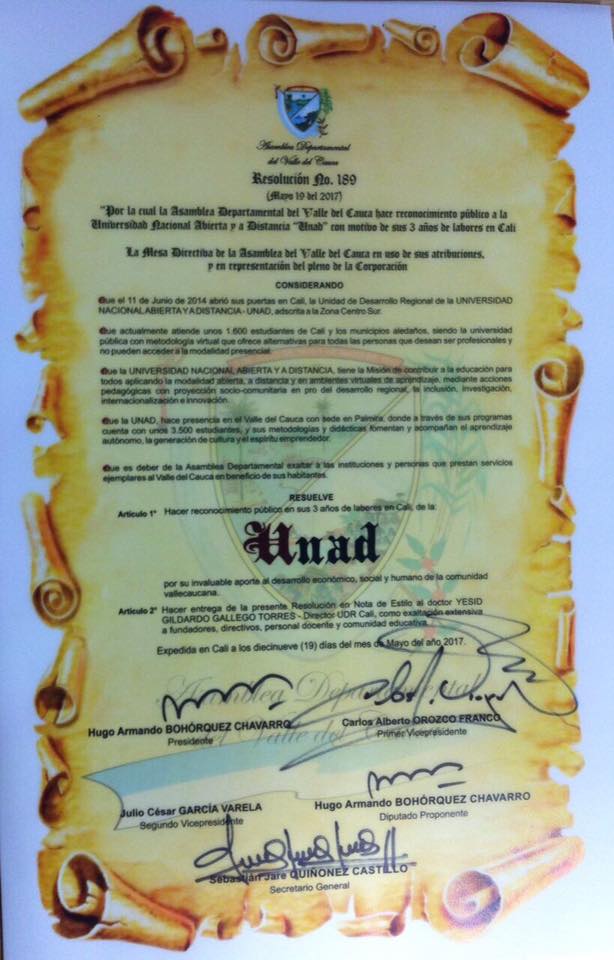 Asamblea Departamental
del Valle del Cauca
Resolución No. 189
(Mayo 19 del 2017)
"Por la cual la Asamblea Departamental del Valle del Cauca hace reconocimiento público a la
Universidad Nacional Abierta y a Distancia "Unad" con motivo de sus 3 años de labores en Cali
La Mesa Directiva de la Asamblea del Valle del Cauca en uso de sus atribuciones,
y en representación del pleno de la Corporación
CONSIDERANDO
Que el 11 de Junio de 2014 abrió sus puertas en Cali, la Unidad de Desarrollo Regional de la UNIVERSIDAD
NACIONAL ABIERTA Y A DISTANCIA - UNAD, adscrita a la Zona Centro Sur.
Que actualmente atiende unos 1.600 estudiantes de Cali y los municipios aledaños, siendo la universidad
pública con metodología virtual que ofrece alternativas para todas las personas que desean ser profesionales y
no pueden acceder a la modalidad presencial.
Que la UNIVERSIDAD NACIONAL ABIERTA Y A DISTANCIA, tiene la Misión de contribuir a la educación para
todos aplicando la modalidad abierta, a distancia y en ambientes virtuales de aprendizaje, mediante acciones
pedagógicas con proyección socio-comunitaria en pro del desarrollo regional, la inclusión, investigación,
internacionalización e innovación.
Que la UNAD, hace presencia en el Valle del Cauca con sede en Palmira, donde a través de sus programas
cuenta con unos 3.500 estudiantes, y sus metodologías y didácticas fomentan y acompañan el aprendizaje
autónomo, la generación de cultura y el espíritu emprendedor.
Que es deber de la Asamblea Departamental exaltar a las instituciones y personas que prestan servicios
ejemplares al Valle del Cauca en beneficio de sus habitantes.
RESUELVE
Artículo 1° Hacer reconocimiento público en sus 3 años de labores en Cali, de la:
Unad
por su invaluable aporte al desarrollo económico, social y humano de la comunidad
vallecaucana.
Artículo 2° Hacer entrega de la presente Resolución en Nota de Estilo al doctor YESID
GILDARDO GALLEGO TORRES - Director UDR Cali, como exaltación extensiva
a fundadores, directivos, personal docente y comunidad educativa.
Expedida en Cali a los diecinueve (19) días del mes de Mayo del 2017.
Asamblea Departamental
del Valle del
Hugo Armando BOHÓRQUEZ CHAVARRO
Presidente
Carlos Alberto OROZCO FRANCO
Primer Vicepresidente
Julio César GARCÍA VARELA
Segundo Vicepresidente
Hugo Armando BOHÓRQUEZ CHAVARRO
Diputado Proponente
Sebastián Jare QUIÑONEZ CASTILLO
Secretario General